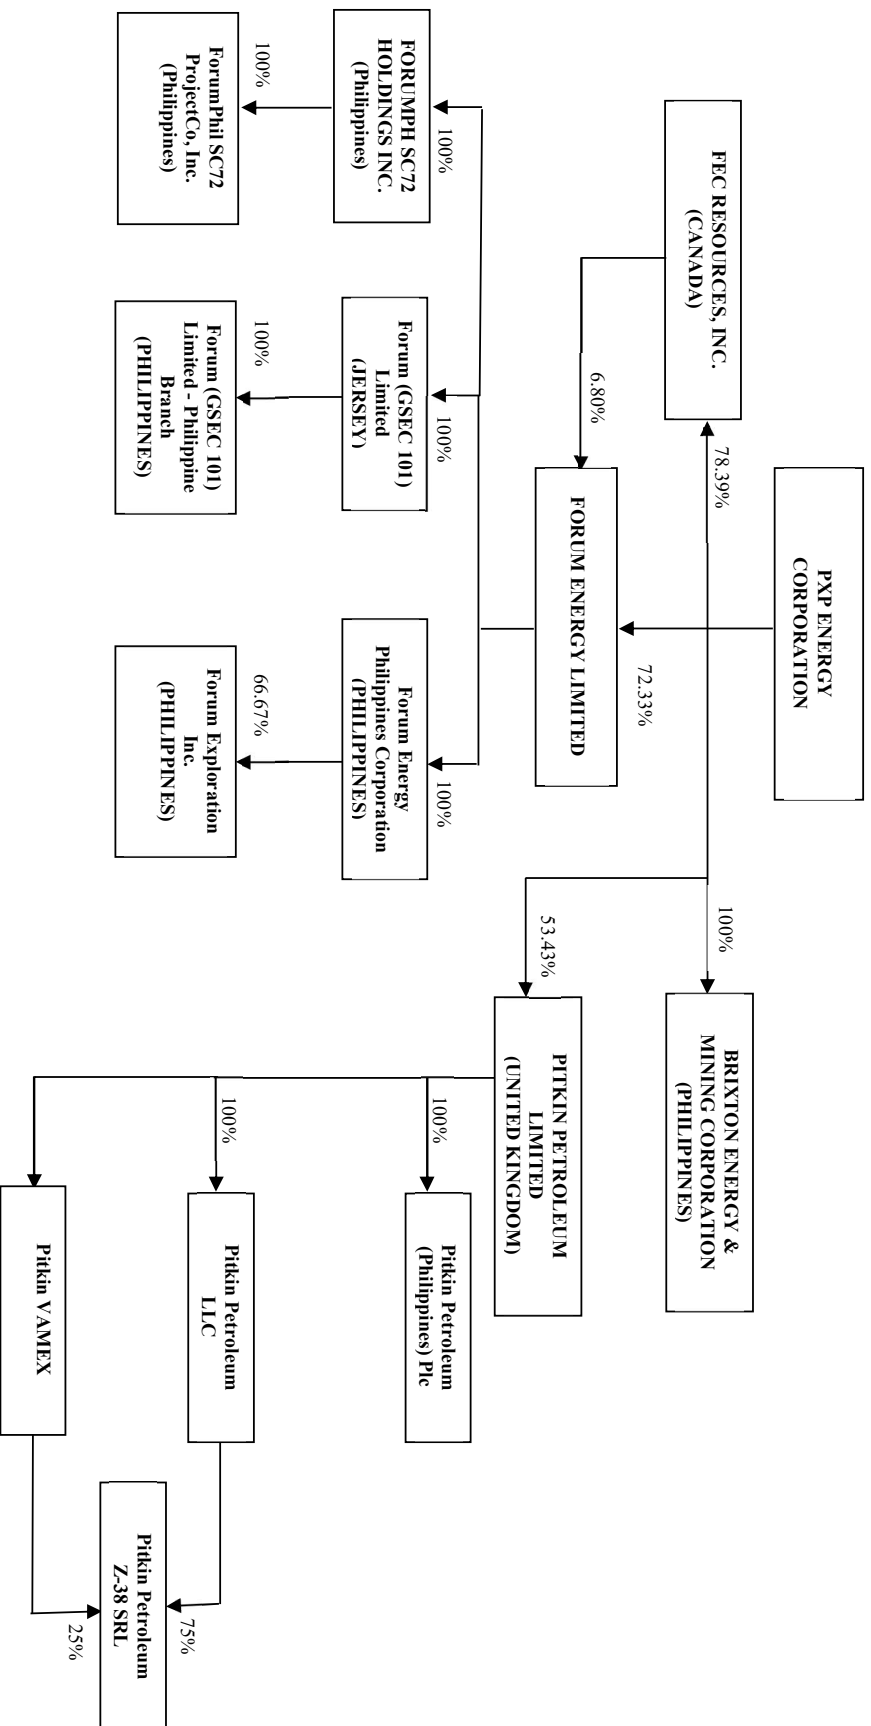 PXP ENERGY
CORPORATION
78.39%
72.33%
100%
FEC RESOURCES, INC.
(CANADA)
BRIXTON ENERGY &
MINING CORPORATION
(PHILIPPINES)
6.80%
53.43%
FORUM ENERGY LIMITED
PITKIN PETROLEUM
LIMITED
(UNITED KINGDOM)
100%
100%
100%
100%
FORUMPH SC72
HOLDINGS INC.
(Philippines)
Forum (GSEC 101)
Limited
(JERSEY)
Forum Energy
Philippines Corporation
(PHILIPPINES)
Pitkin Petroleum
(Philippines) Plc
100%
100%
66.67%
100%
ForumPhil SC72
ProjectCo, Inc.
(Philippines)
Forum (GSEC 101)
Limited - Philippine
Branch
(PHILIPPINES)
Forum Exploration
Inc.
(PHILIPPINES)
Pitkin Petroleum
LLC
75%
Pitkin Petroleum
Z-38 SRL
25%
Pitkin VAMEX